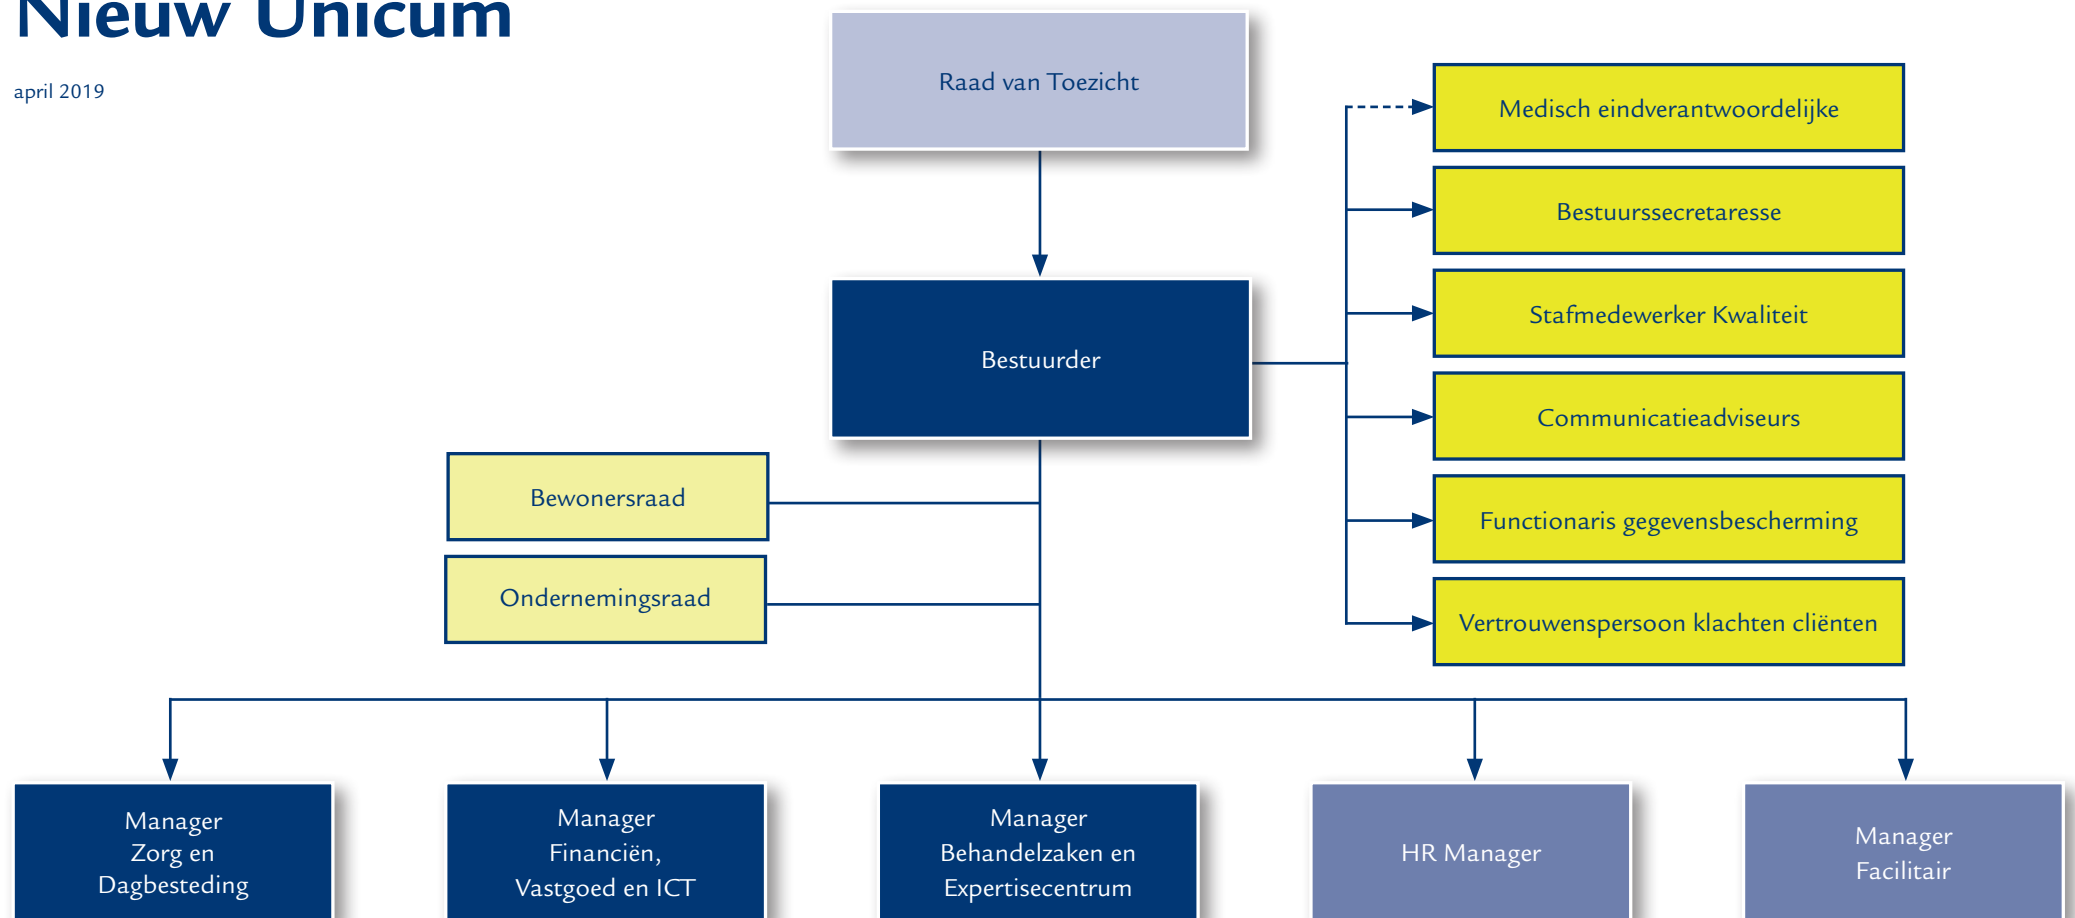 Nieuw Unicum
april 2019
Raad van Toezicht
Medisch eindverantwoordelijke
Bestuurssecretaresse
Stafmedewerker Kwaliteit
Bestuurder
Communicatieadviseurs
Bewonersraad
Functionaris gegevensbescherming
Ondernemingsraad
Vertrouwenspersoon klachten cliënten
Manager
Zorg en
Dagbesteding
Manager
Financiën,
Vastgoed en ICT
Manager
Behandelzaken en
Expertisecentrum
HR Manager
Manager
Facilitair